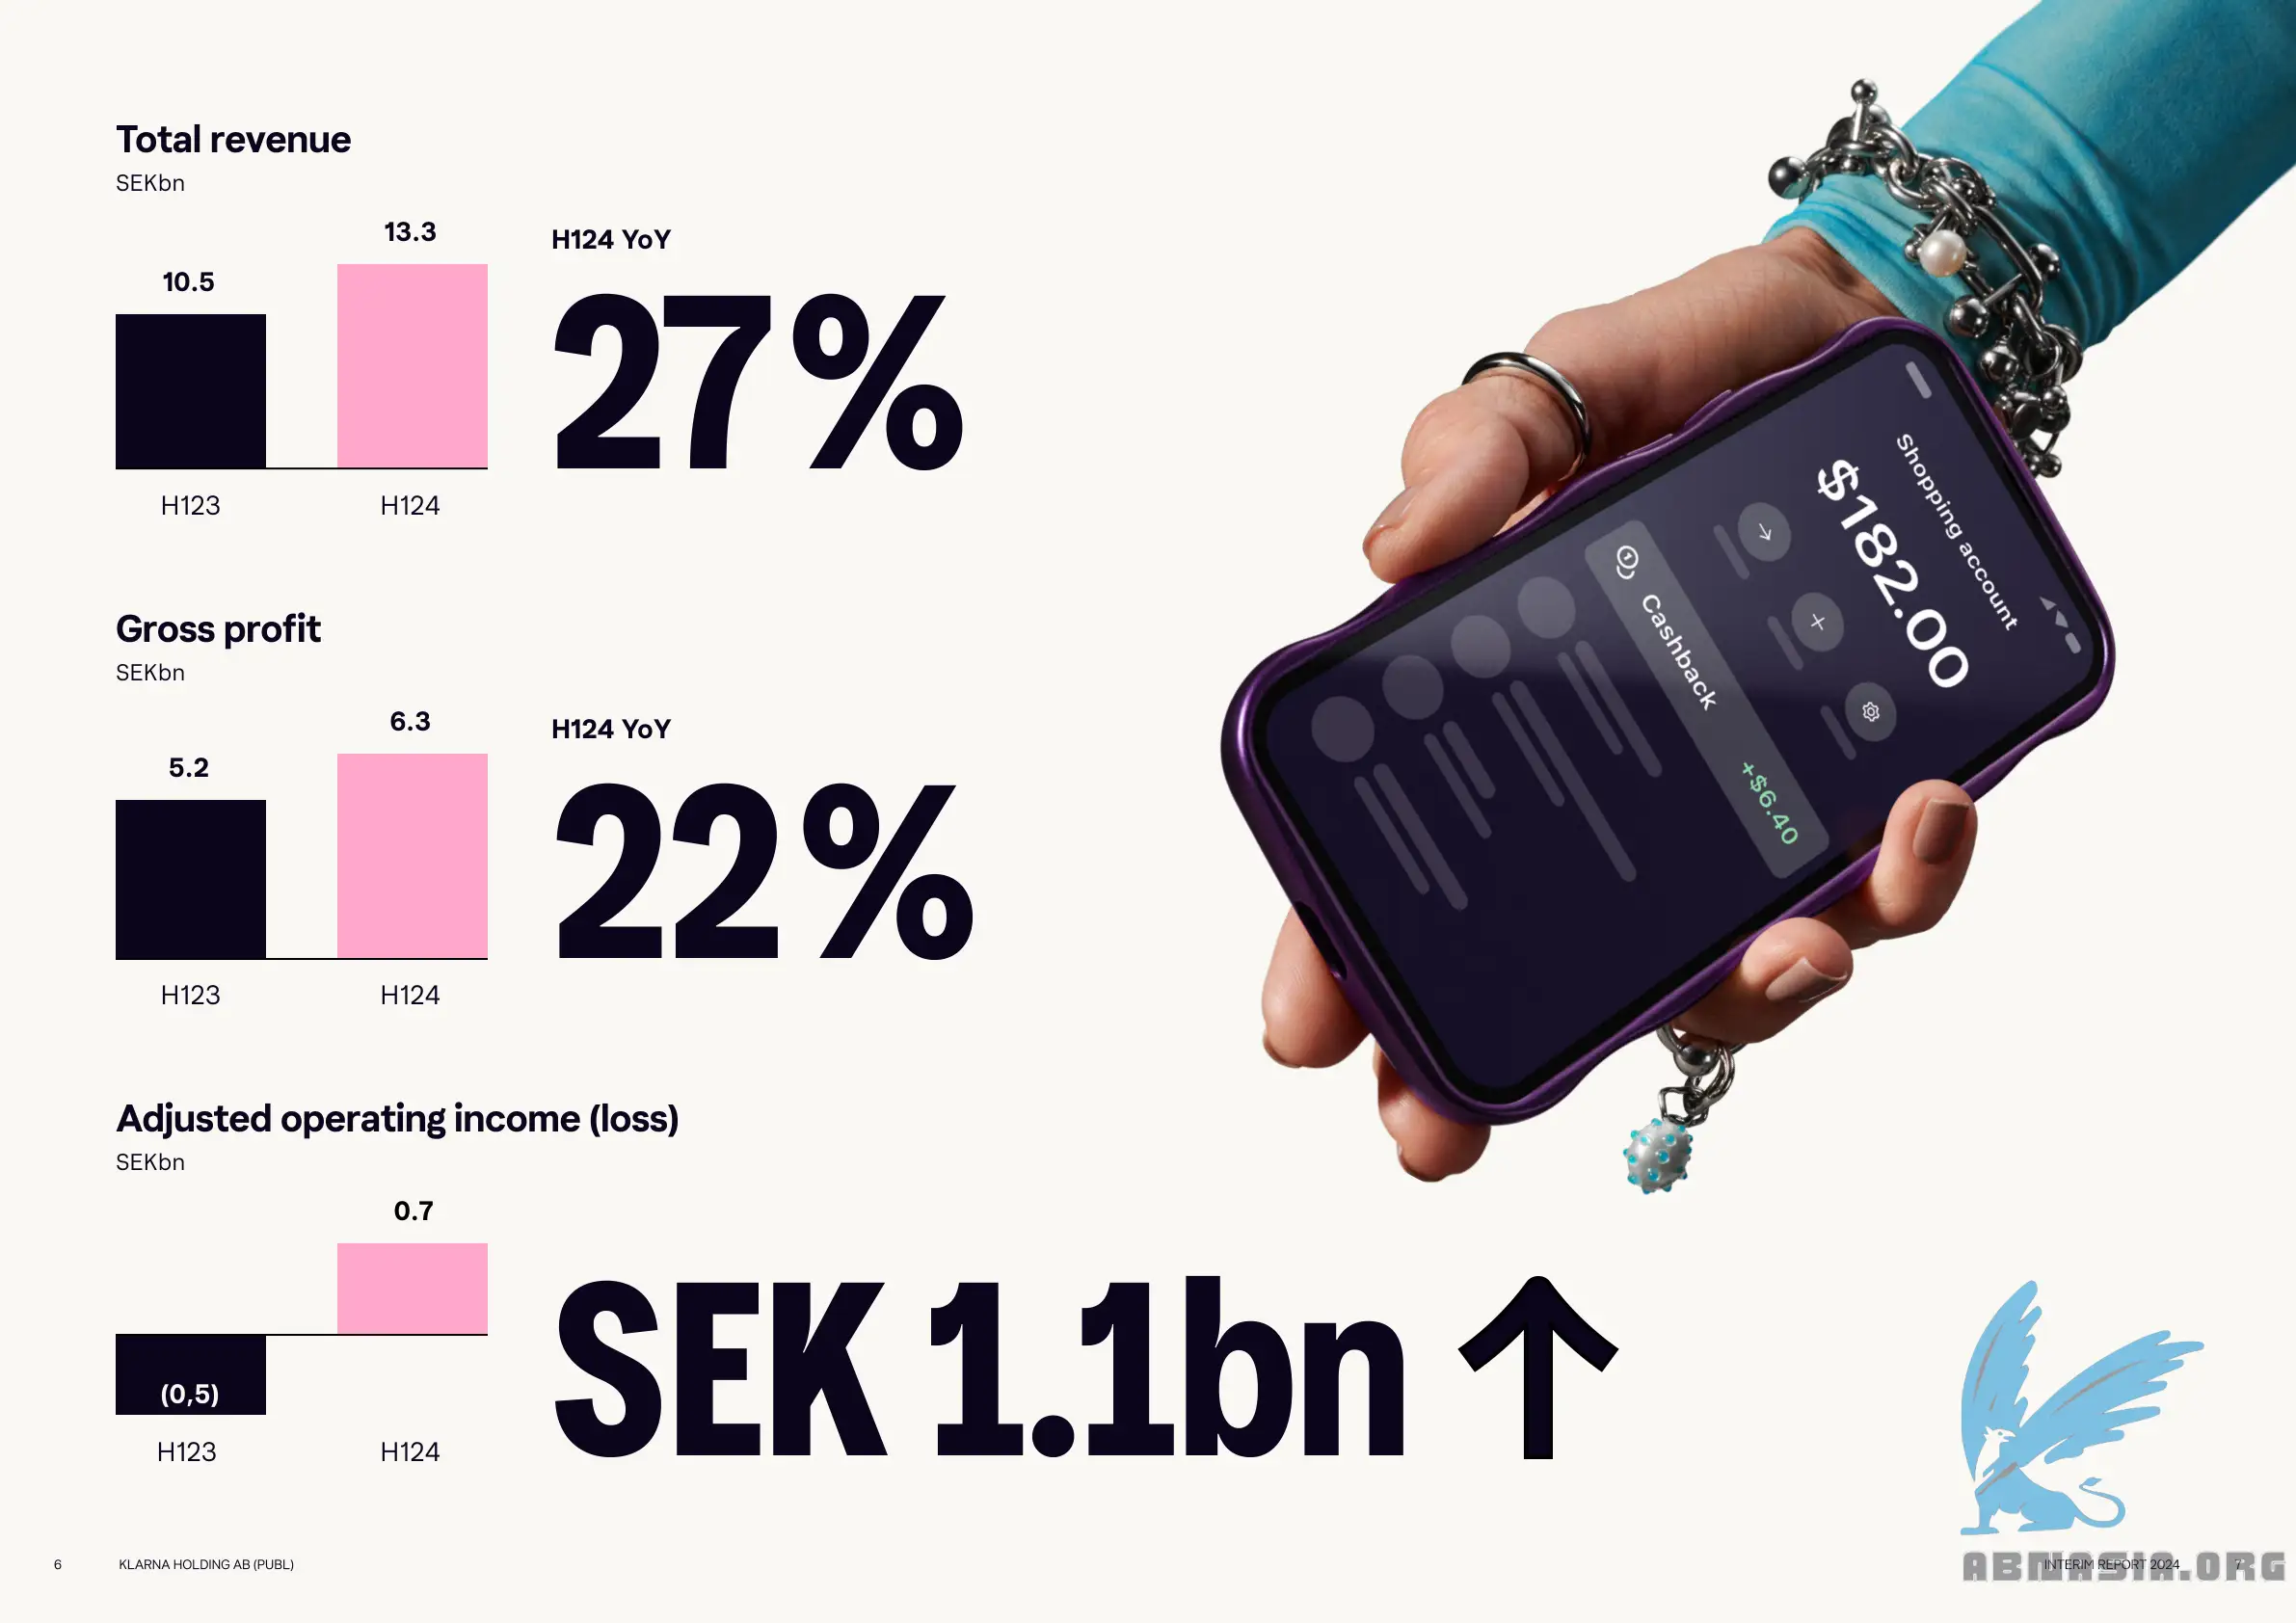 Total revenue
SEKbn
10.5
13.3
H123
H124
H124 YoY
27%
Gross profit
SEKbn
5.2
6.3
H123
H124
H124 YoY
22%
Adjusted operating income (loss)
SEKbn
0.7
(0,5)
H123
H124
SEK 1.1bn ↑
Shopping account
$182.00
Cashback
+$6.40
6
KLARNA HOLDING AB (PUBL)
INTERIM REPORT 2024
7
ABNASIA.ORG